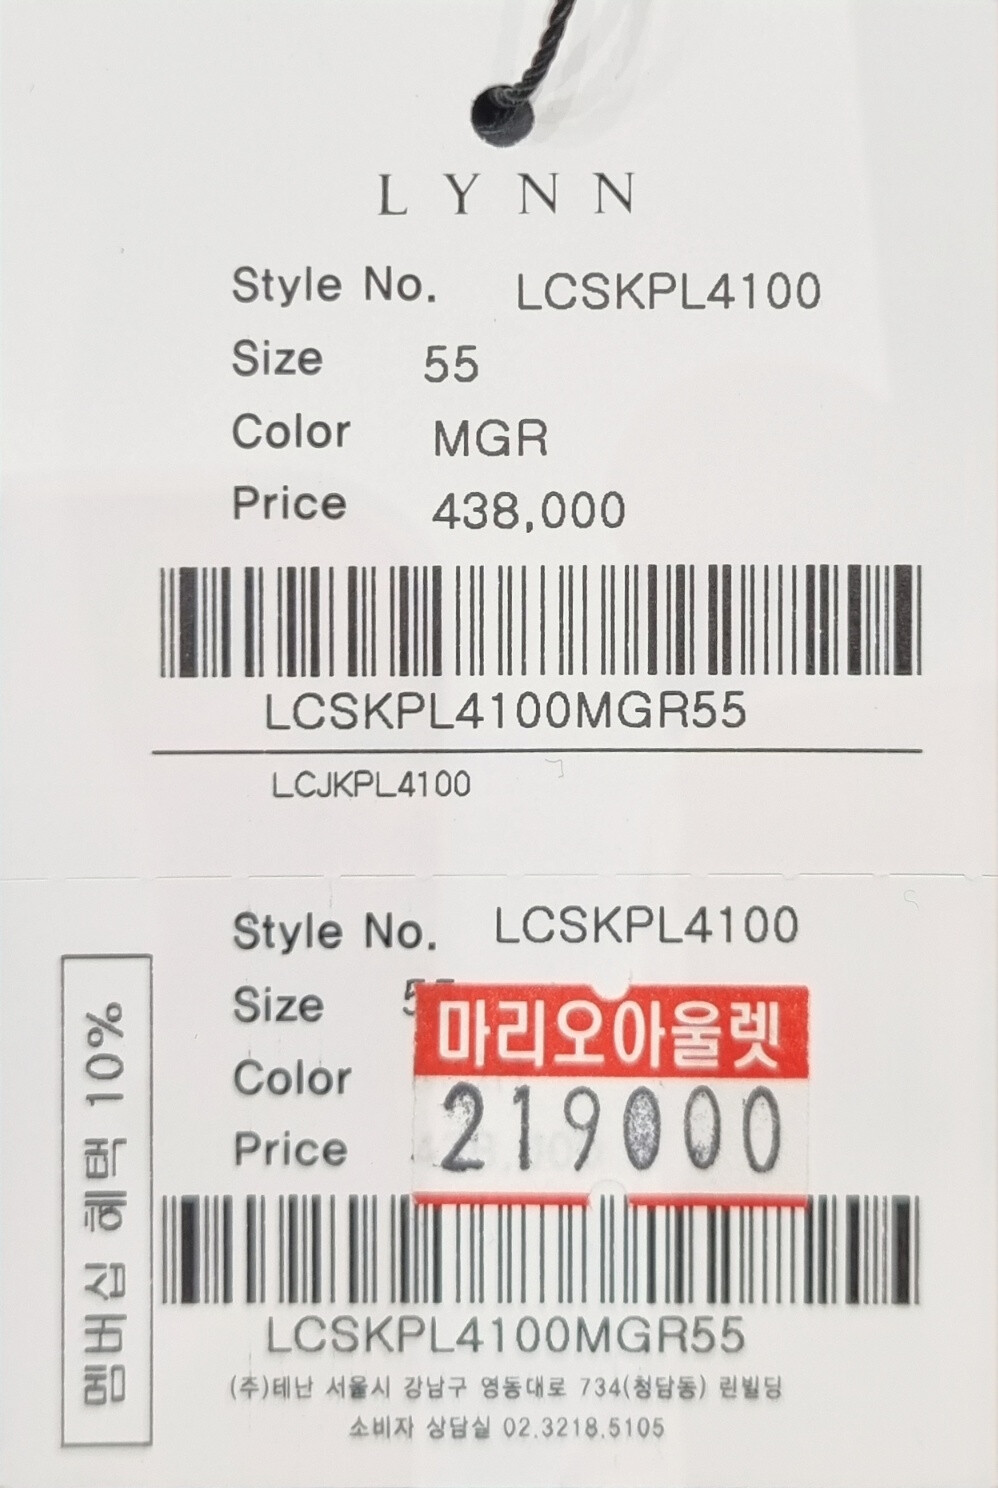 LYNN
Style No. LCSKPL4100
Size 55
Color MGR
Price 438,000
LCSKPL4100MGR55
LCJKPL4100
Style No. LCSKPL4100
Size
Color
Price
마리오아울렛
219000
LCSKPL4100MGR55
(주)테난 서울시 강남구 영동대로 734(청담동) 린빌딩
소비자 상담실 02.3218.5105
멤버십 혜택 10%